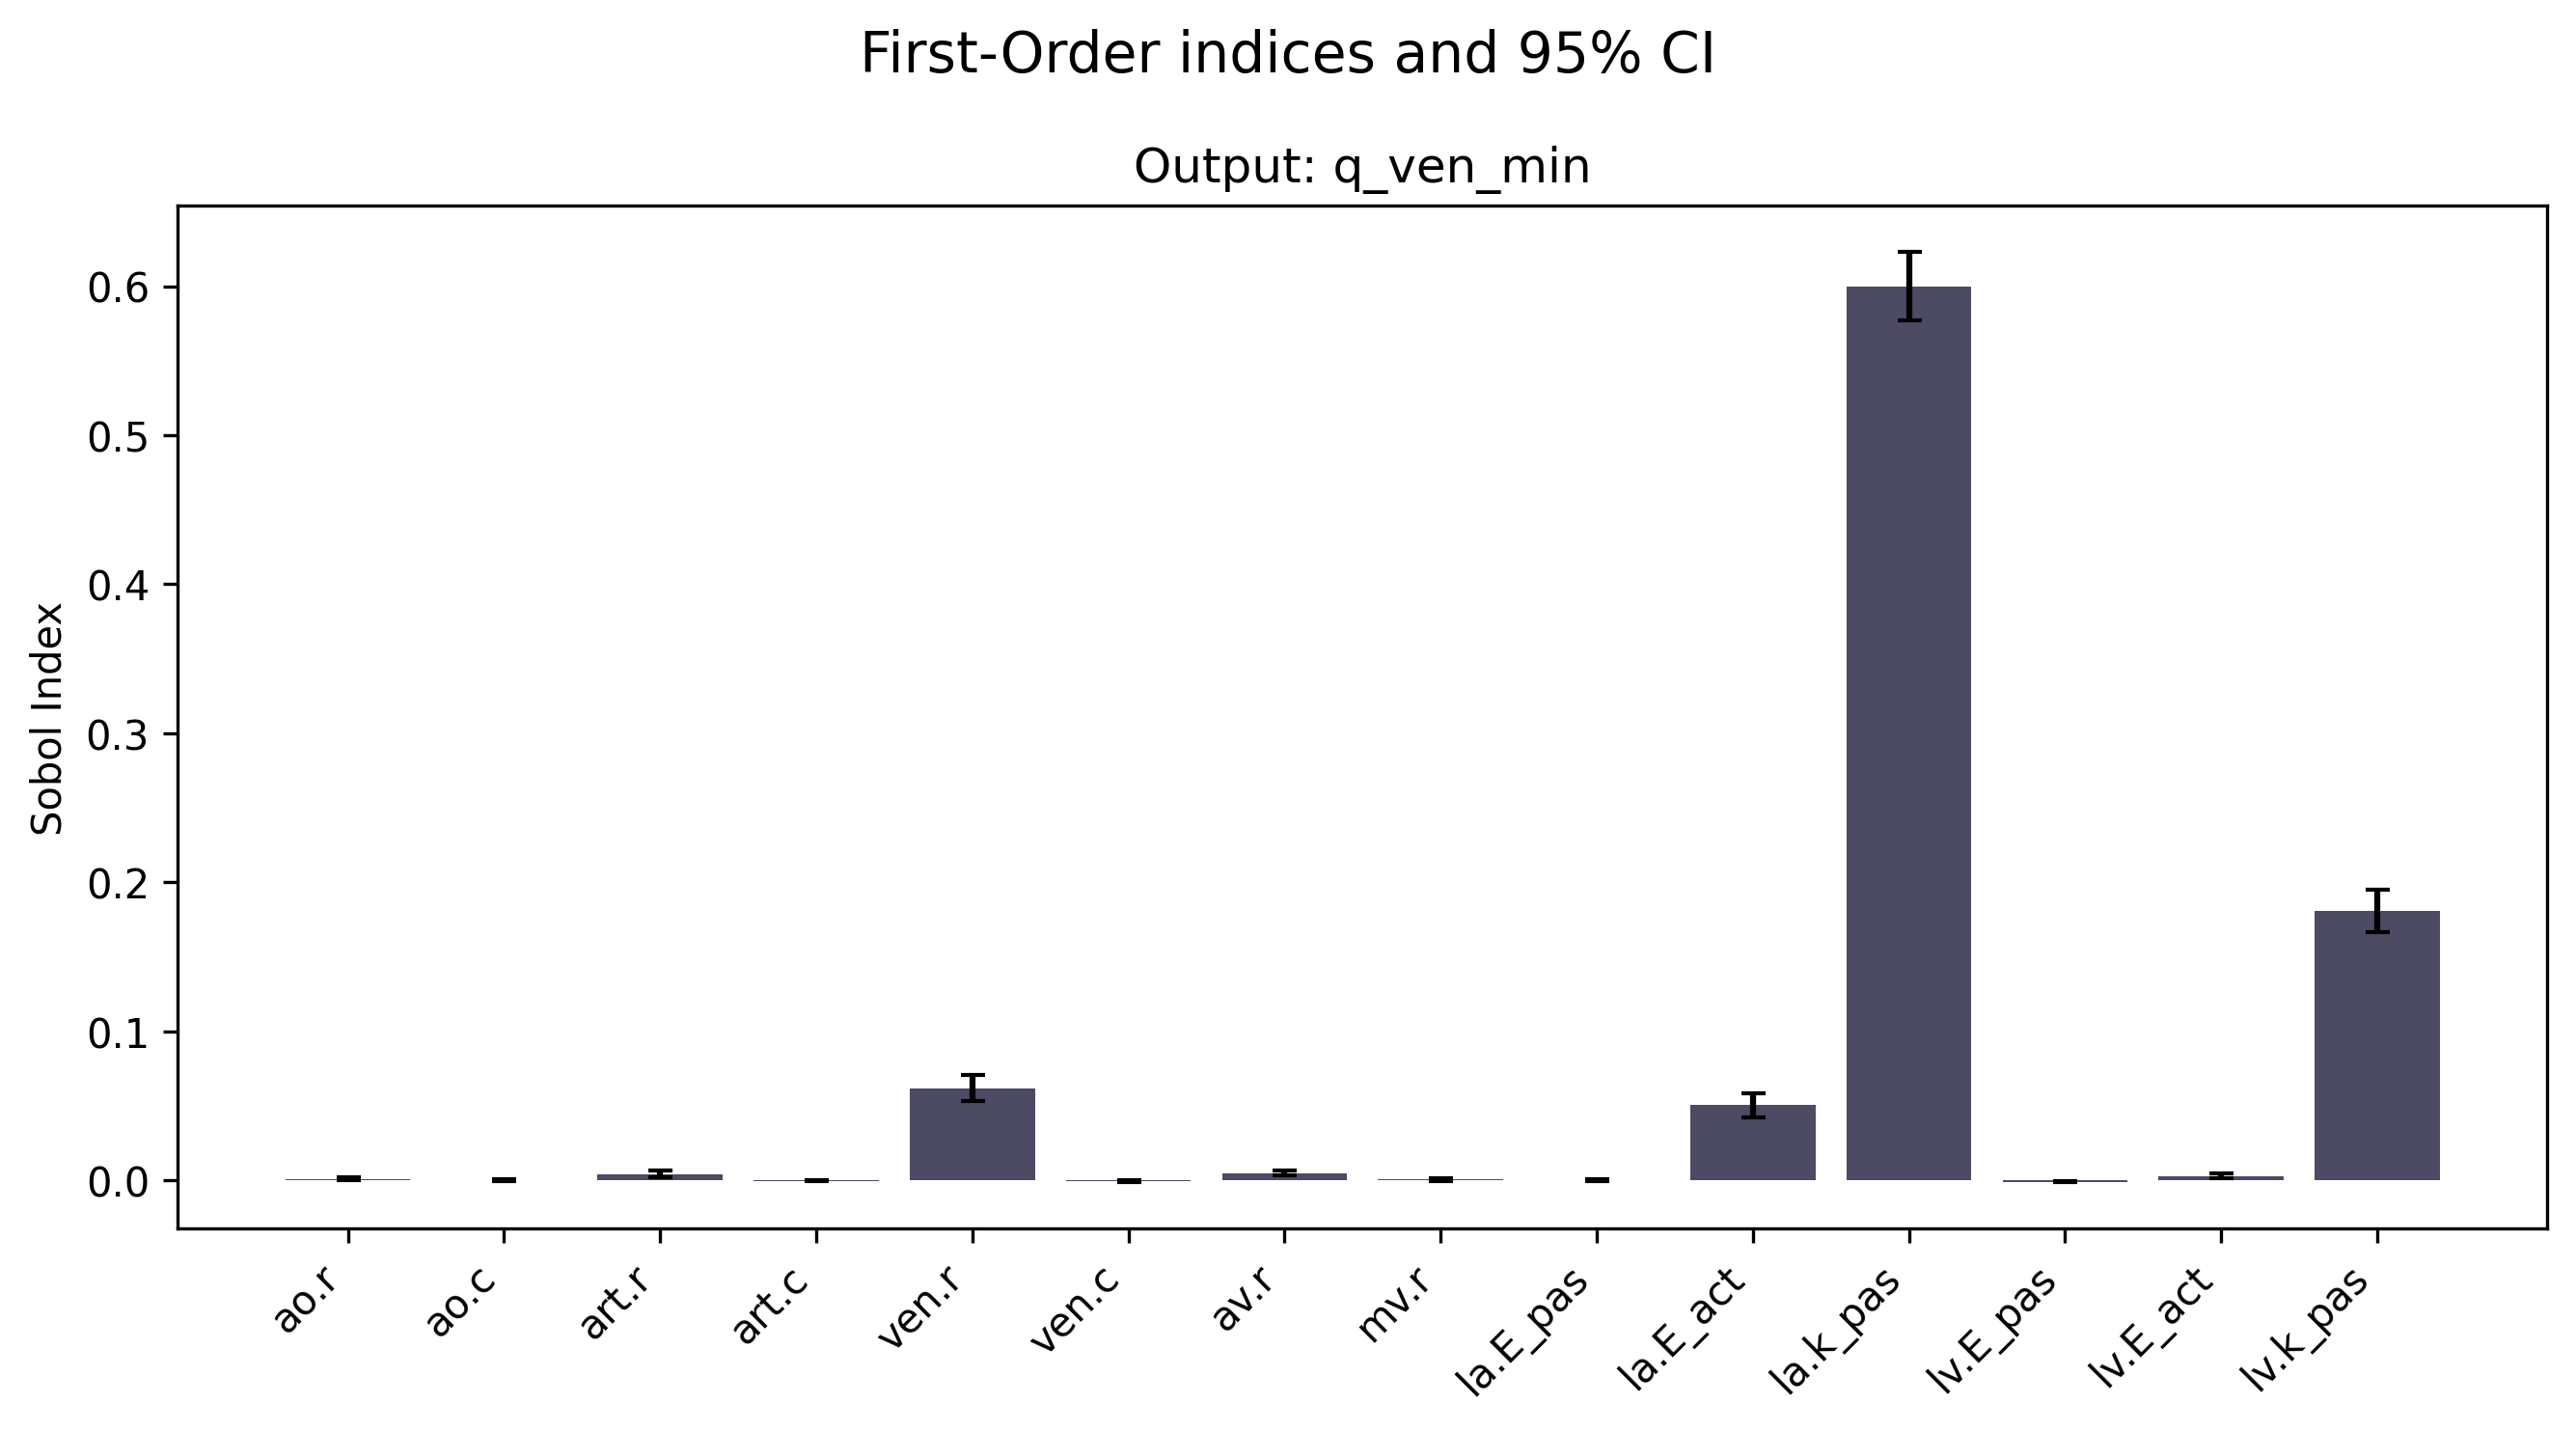 First-Order indices and 95% CI
Output: q_ven_min
Sobol Index
0.6
0.5
0.4
0.3
0.2
0.1
0.0
ao.r
ao.c
art.r
art.c
ven.r
ven.c
av.r
mv.r
la.E_pas
la.E_act
la.k_pas
lv.E_pas
lv.E_act
lv.k_pas